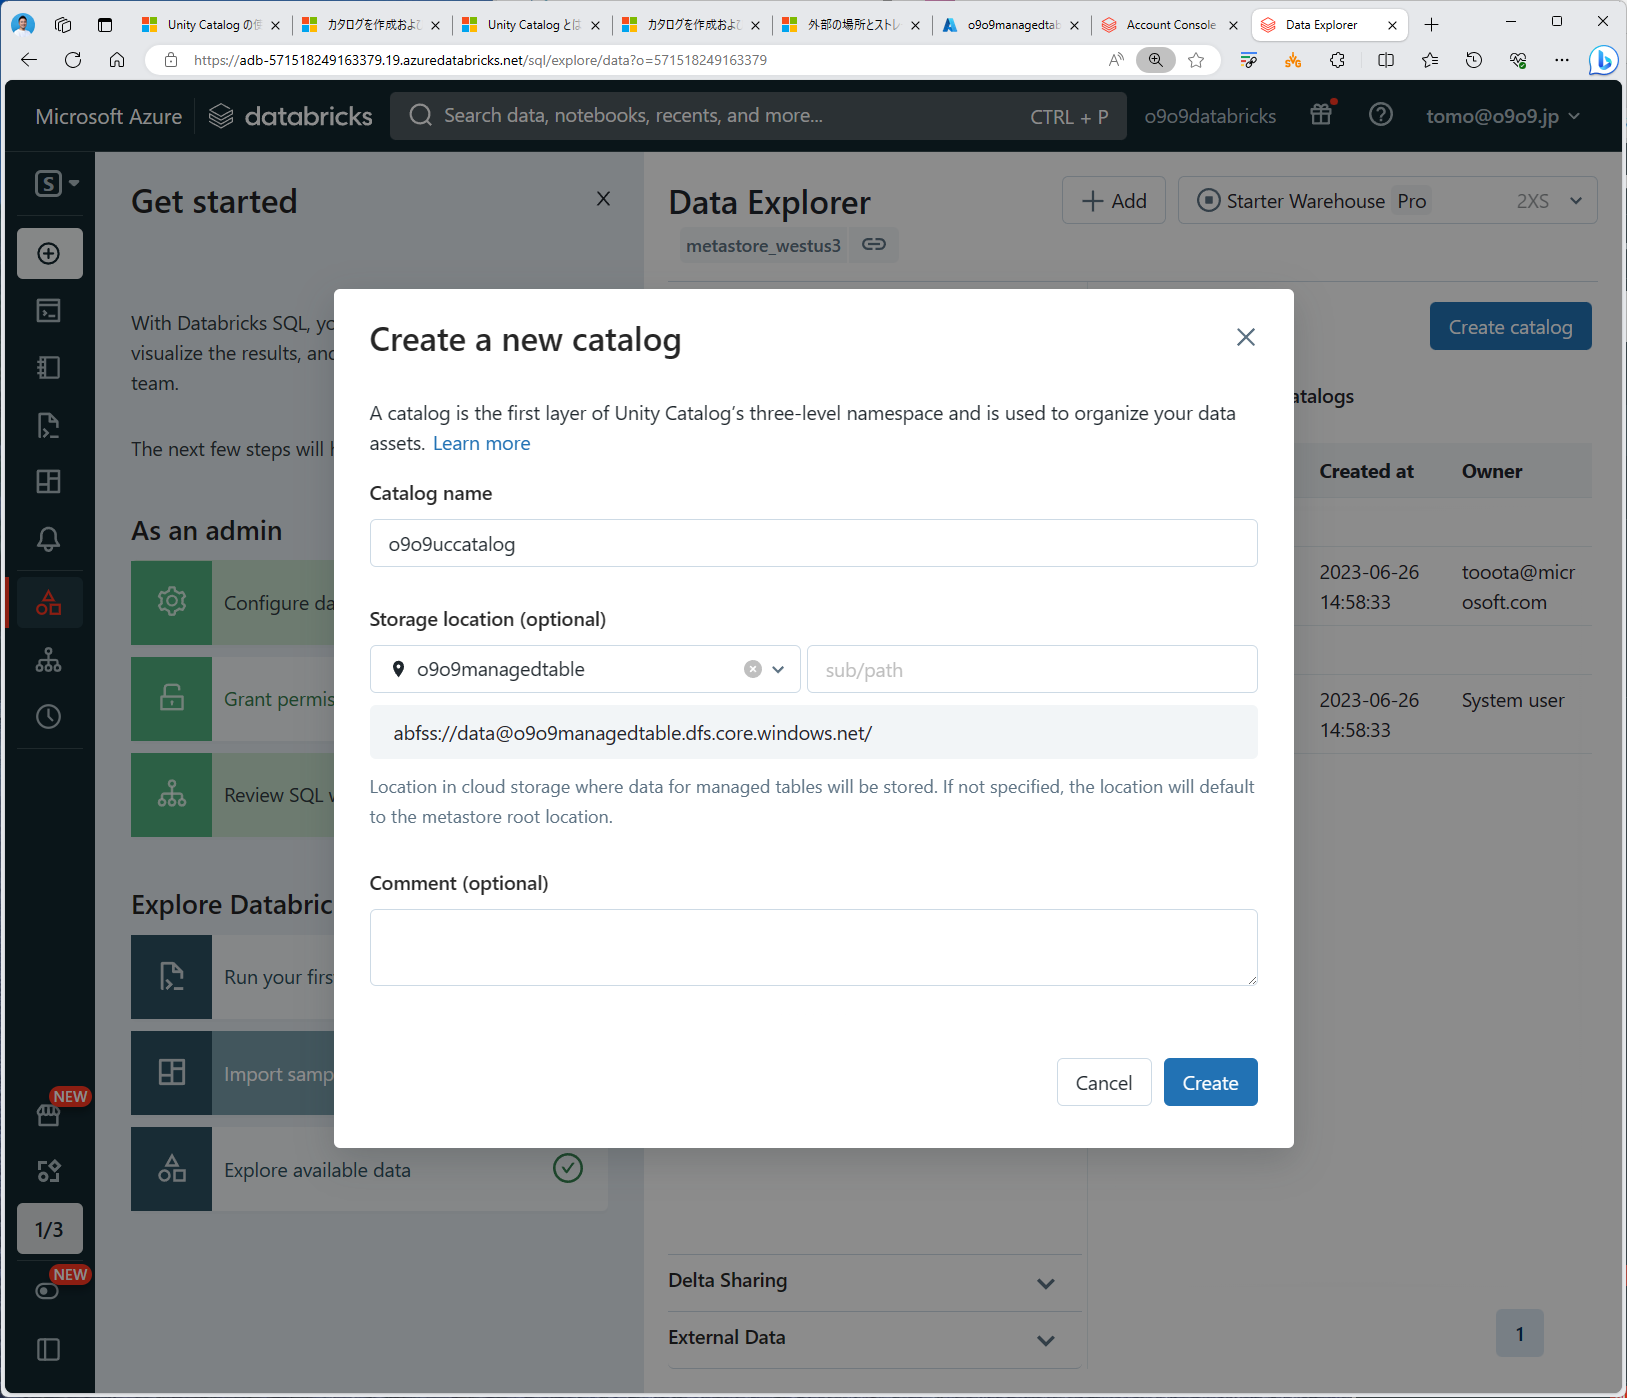 Unity Catalog の
カタログを作成およ
Unity Catalog とは
カタログを作成およ
外部の場所とストレ
o9o9managedtab
Account Console
Data Explorer
https://adb-571518249163379.19.azuredatabricks.net/sql/explore/data?o=571518249163379
Microsoft Azure
databricks
Search data, notebooks, recents, and more...
CTRL + P
o9o9databricks
tomo@o9o9.jp
S
Get started
With Databricks SQL, yo
visualize the results, and
team.
The next few steps will h
As an admin
Configure da
Grant permis
Review SQL w
Explore Databric
Run your firs
Import samp
Explore available data
NEW
1/3
NEW
Data Explorer
metastore_westus3
Add
Starter Warehouse Pro 2XS
Create catalog
atalogs
Created at Owner
2023-06-26 tooota@micr
14:58:33 osoft.com
2023-06-26 System user
14:58:33
Delta Sharing
External Data
1
Create a new catalog
A catalog is the first layer of Unity Catalog’s three-level namespace and is used to organize your data
assets. Learn more
Catalog name
o9o9uccatalog
Storage location (optional)
o9o9managedtable
sub/path
abfss://data@o9o9managedtable.dfs.core.windows.net/
Location in cloud storage where data for managed tables will be stored. If not specified, the location will default
to the metastore root location.
Comment (optional)
Cancel
Create